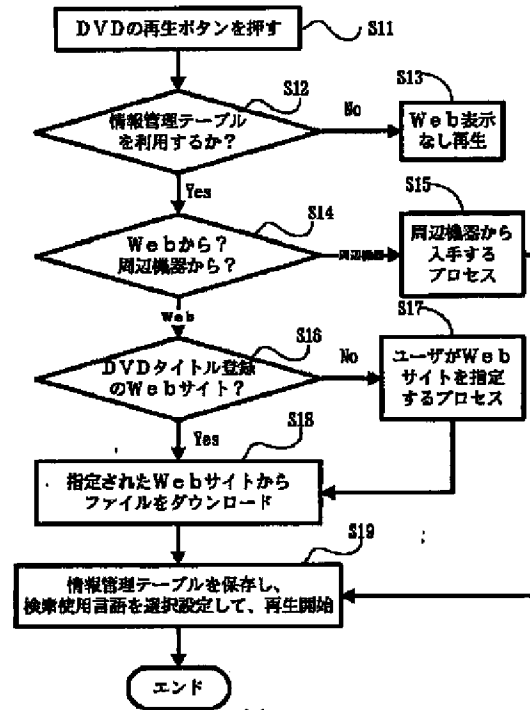 DVDの再生ボタンを押す
S11
S12
情報管理テーブル
を利用するか？
No
S13
Web表示
なし再生
Yes
S14
Webから？
周辺機器から？
周辺機器
S15
周辺機器から
入手する
プロセス
Web
S16
DVDタイトル登録
のWebサイト？
No
S17
ユーザがWeb
サイトを指定
するプロセス
Yes
S18
指定されたWebサイトから
ファイルをダウンロード
S19
情報管理テーブルを保存し、
検索使用言語を選択設定して、再生開始
エンド